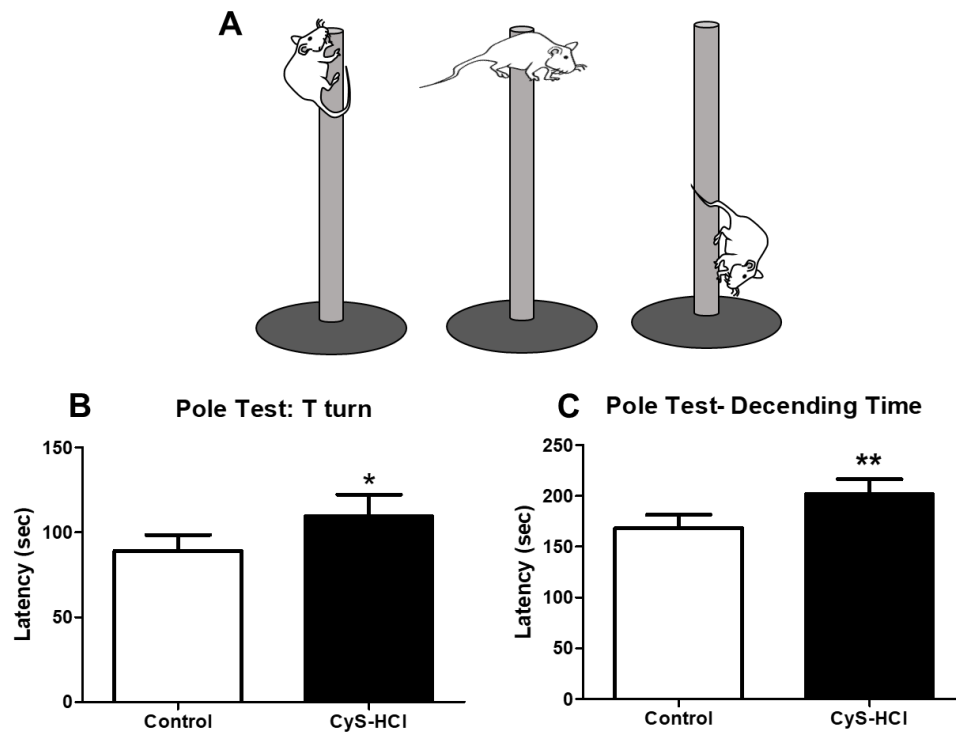 A
B
Pole Test: T turn
Latency (sec)
150
100
50
0
*
Control
CyS-HCl
C
Pole Test- Decending Time
Latency (sec)
250
200
150
100
50
0
**
Control
CyS-HCl